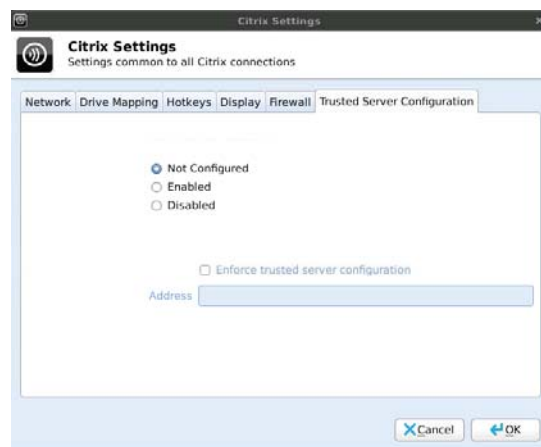 Citrix Settings
Citrix Settings
Settings common to all Citrix connections
Network Drive Mapping Hotkeys Display Firewall Trusted Server Configuration
Not Configured
Enabled
Disabled
Enforce trusted server configuration
Address
Cancel OK